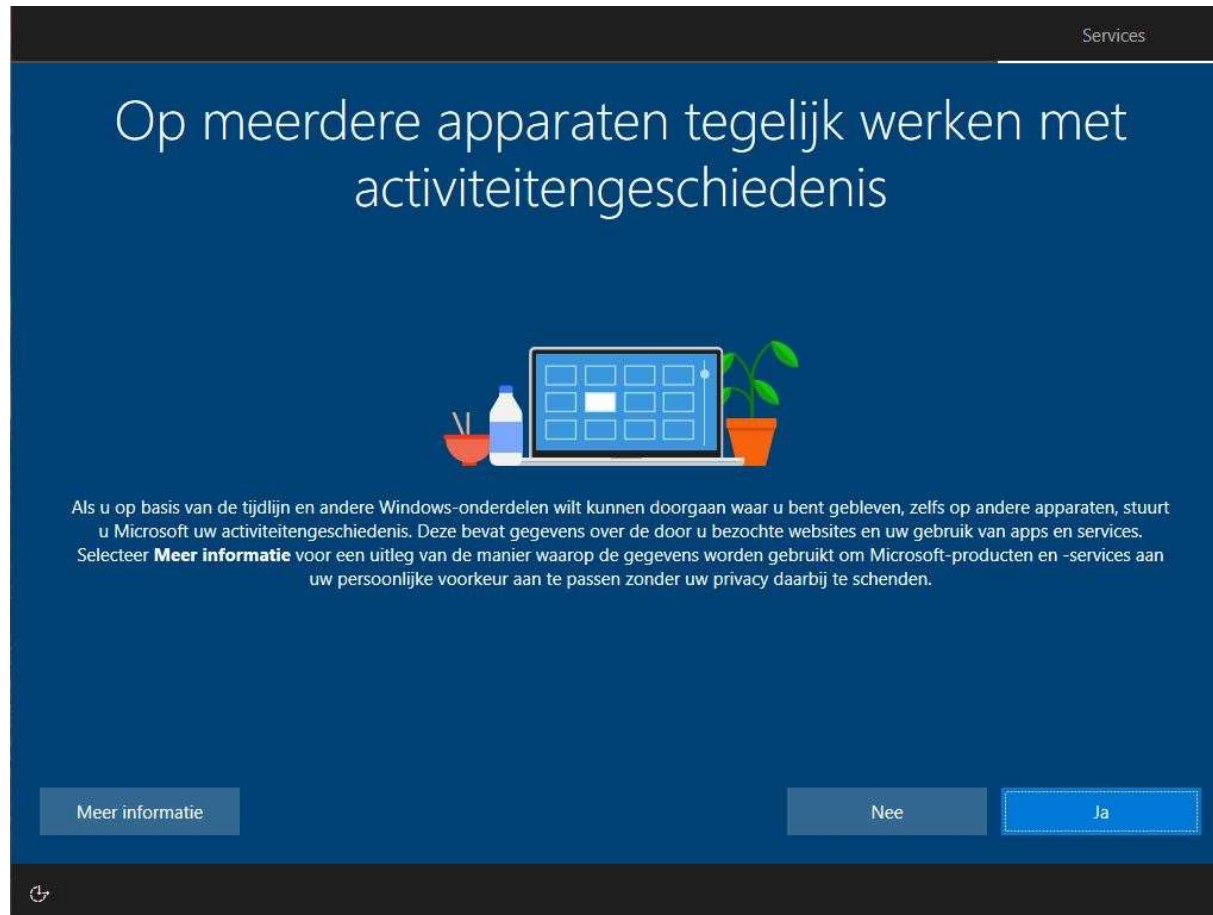 Services
Op meerdere apparaten tegelijk werken met
activiteitengeschiedenis
Als u op basis van de tijdlijn en andere Windows-onderdelen wilt kunnen doorgaan waar u bent gebleven, zelfs op andere apparaten, stuurt
u Microsoft uw activiteitengeschiedenis. Deze bevat gegevens over de door u bezochte websites en uw gebruik van apps en services.
Selecteer Meer informatie voor een uitleg van de manier waarop de gegevens worden gebruikt om Microsoft-producten en -services aan
uw persoonlijke voorkeur aan te passen zonder uw privacy daarbij te schenden.
Meer informatie
Nee
Ja